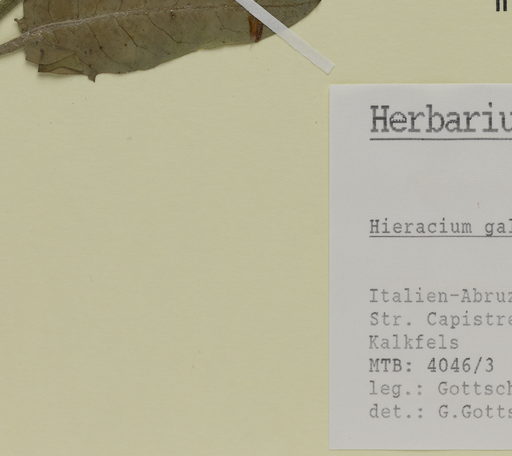 Herbariu
Hieracium gal
Italien-Abruz
Str. Capistre
Kalkfels
MTB: 4046/3
leg.: Gottsch
det.: G.Gotts